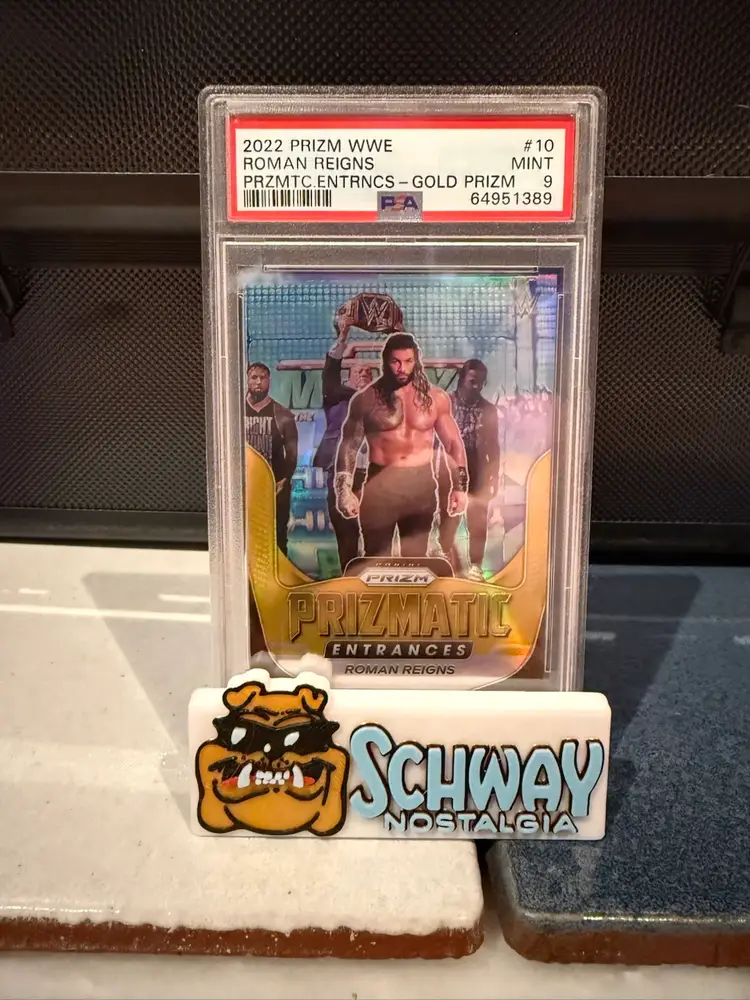 2022 PRIZM WWE #10
ROMAN REIGNS MINT
PRZMTC.ENTRNCS – GOLD PRIZM 9
PSA 64951389
W
W
PANINI
PRIZM
PRIZMATIC
ENTRANCES
ROMAN REIGNS
SCHWAY
NOSTALGIA